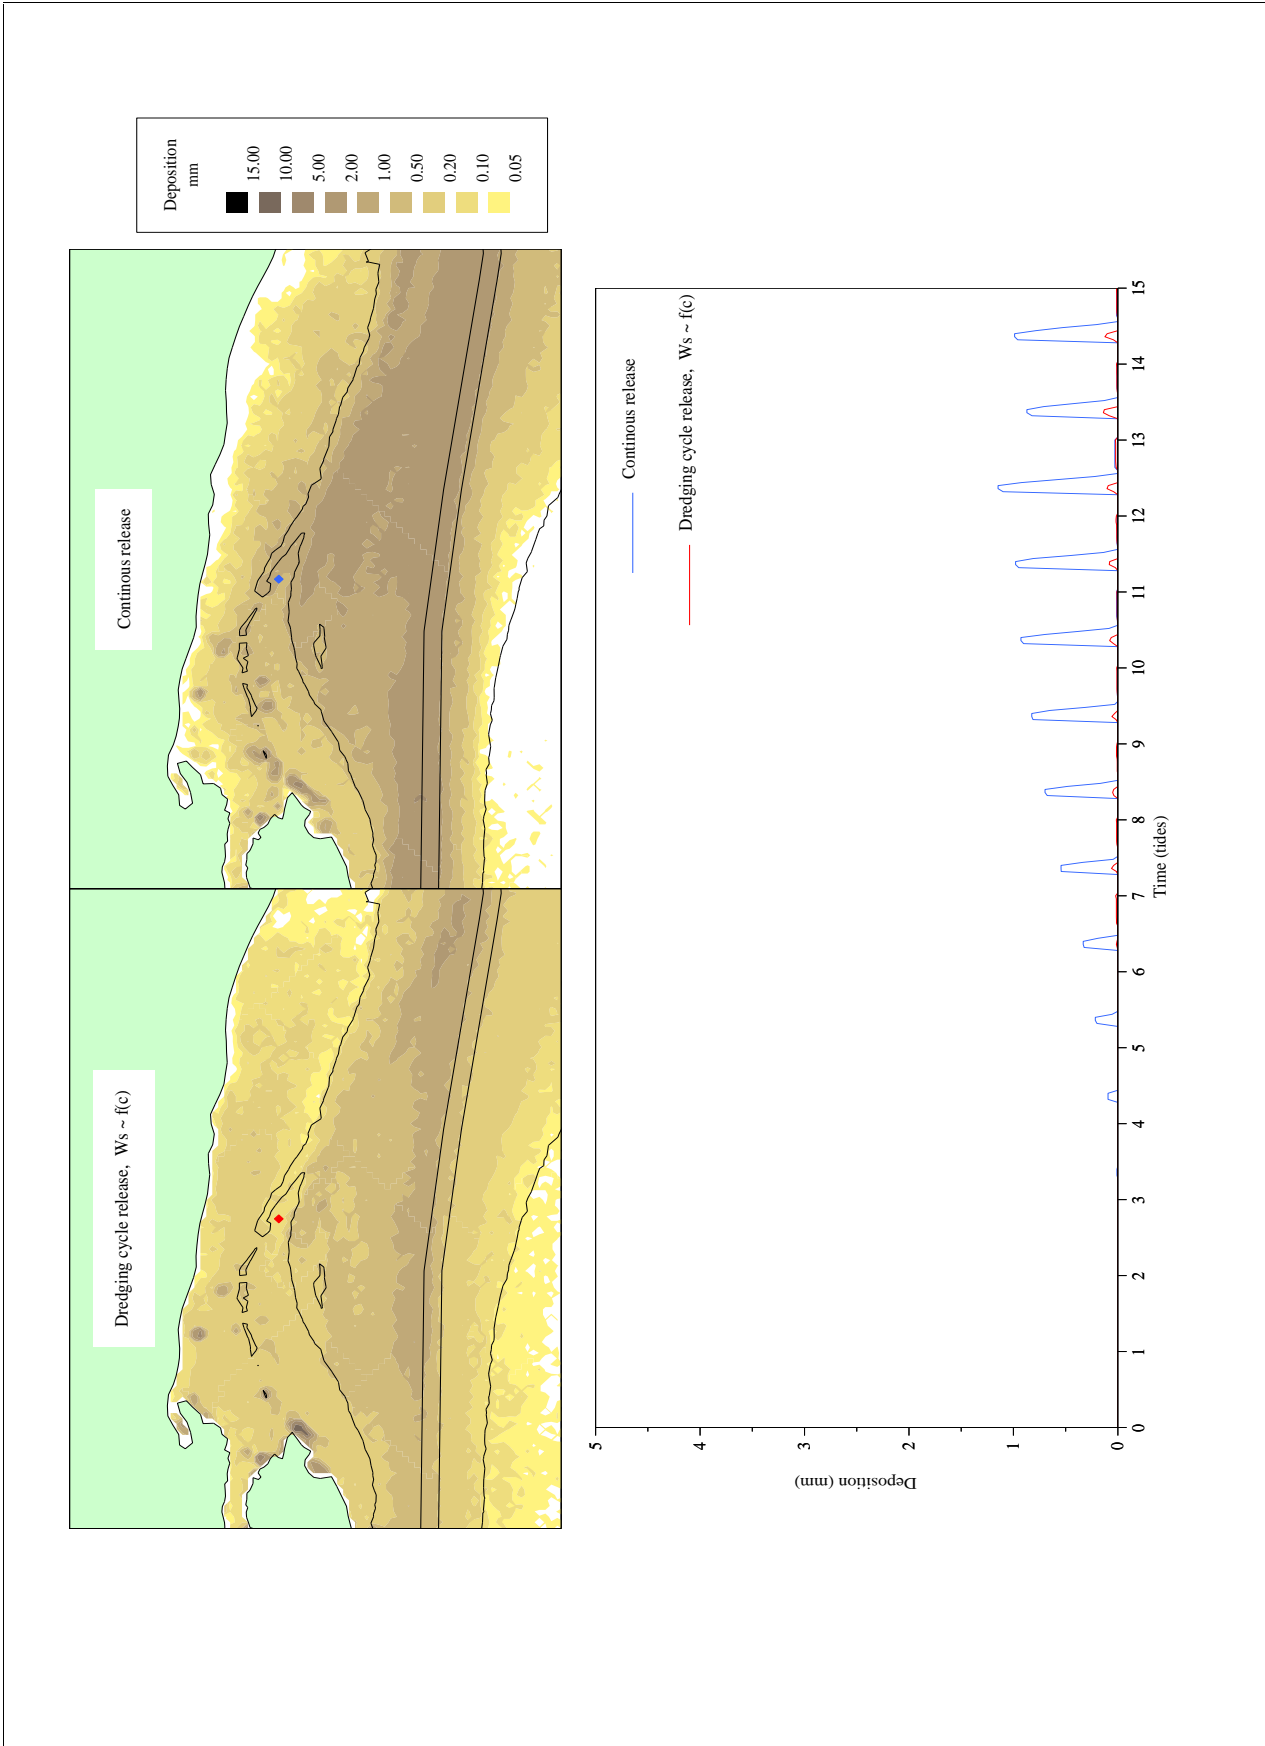 Dredging cycle release,  Ws ~ f(c)
Continous release
Deposition
mm
15.00
10.00
5.00
2.00
1.00
0.50
0.20
0.10
0.05
Continous release
Dredging cycle release,  Ws ~ f(c)
Deposition (mm)
5
4
3
2
1
0
0 1 2 3 4 5 6 7 8 9 10 11 12 13 14 15
Time (tides)